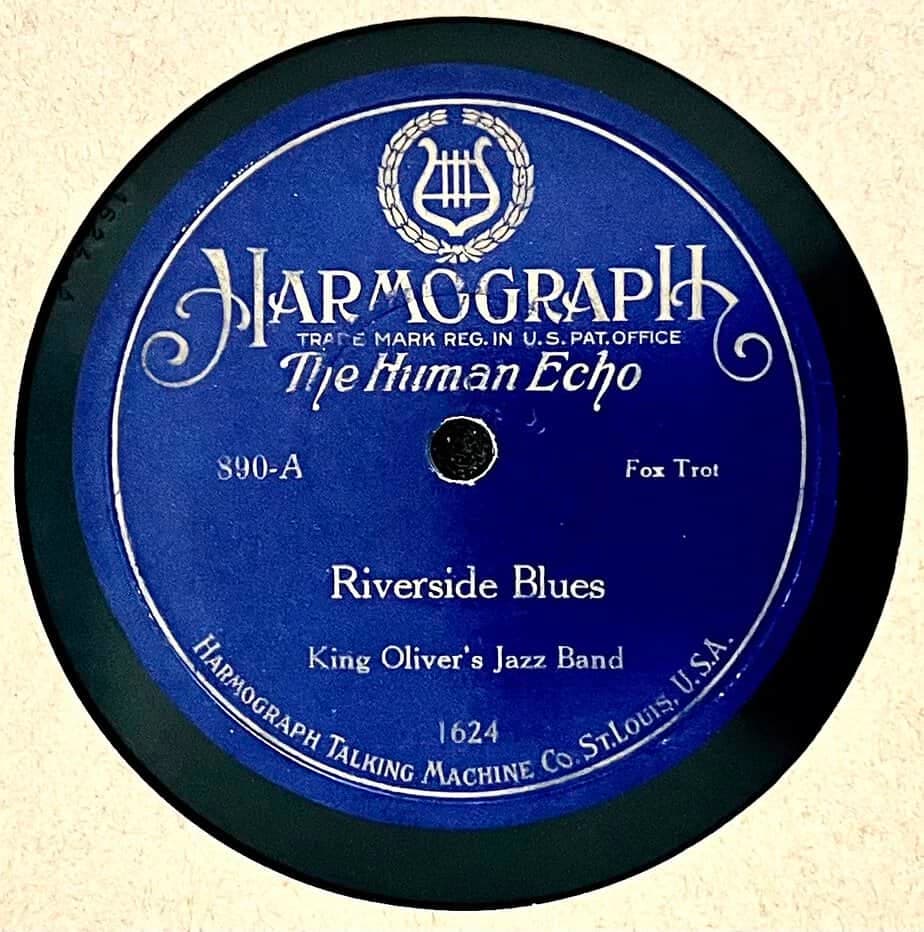 HARMOGRAPH
TRADE MARK REG. IN U.S. PAT. OFFICE
The Human Echo
890-A
Fox Trot
Riverside Blues
King Oliver's Jazz Band
1624
HARMOGRAPH TALKING MACHINE CO. ST. LOUIS, U.S.A.